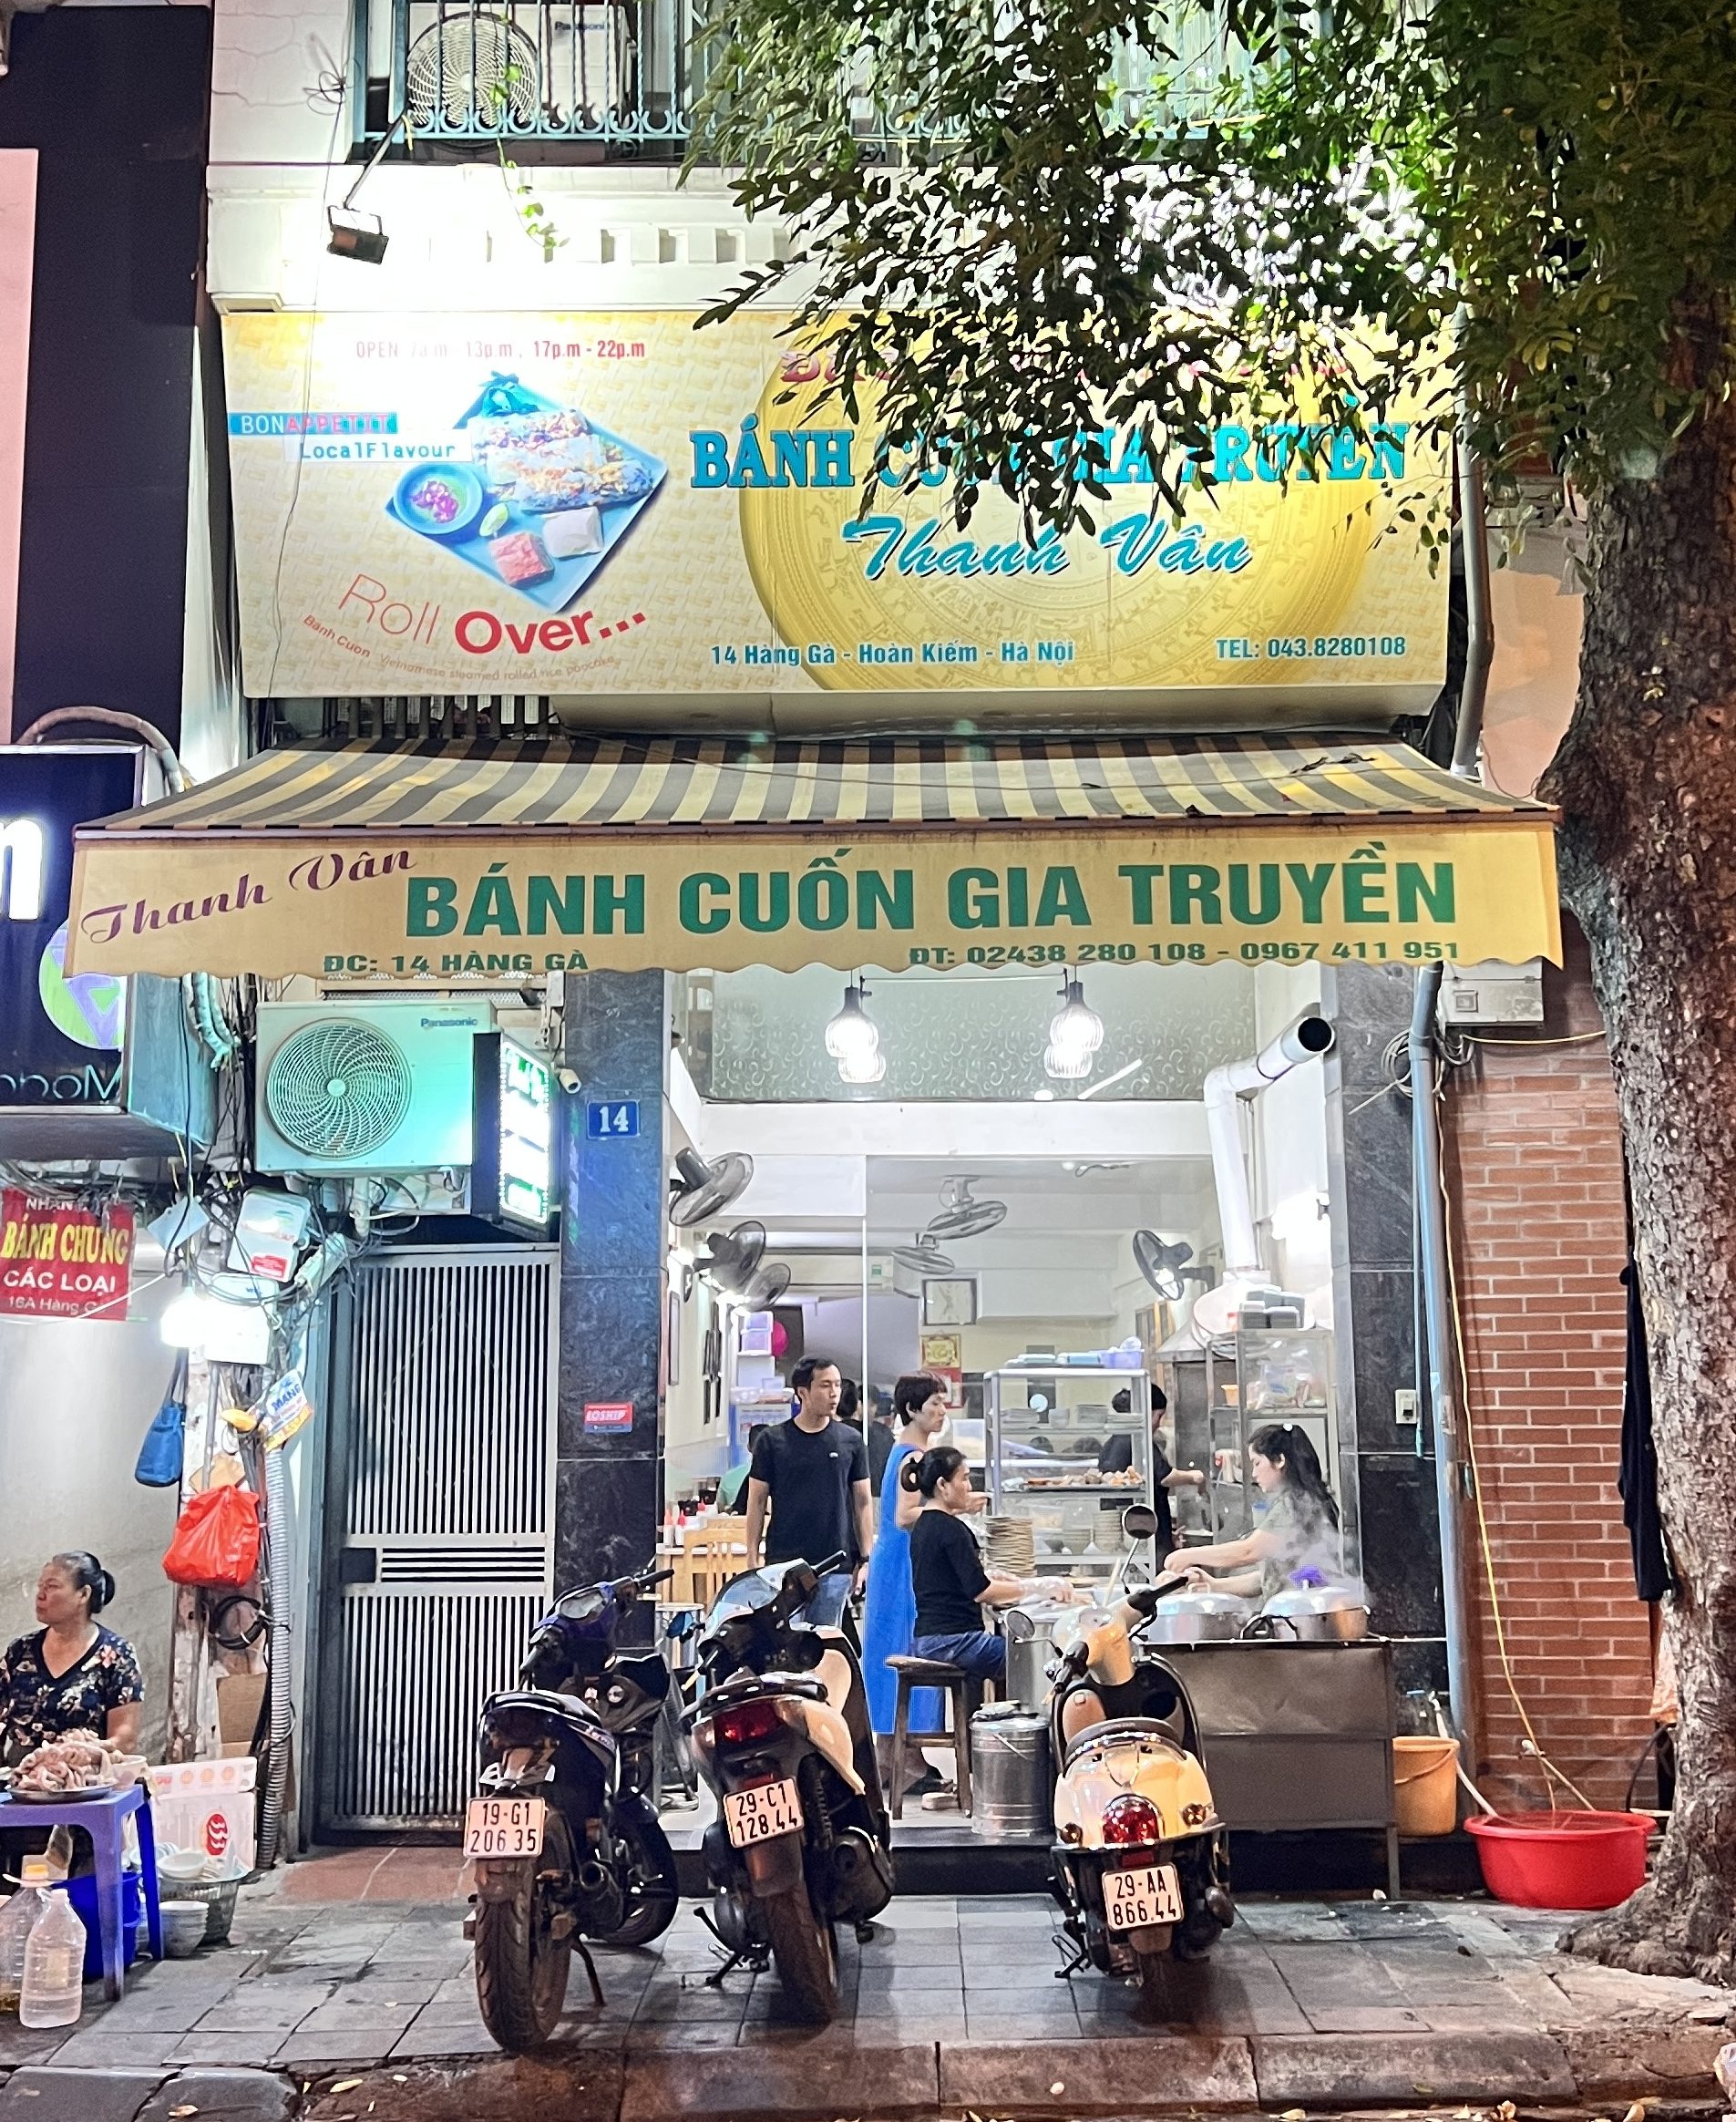 Panasonic
OPEN 7a.m - 13p.m , 17p.m - 22p.m
BONAPPETIT
LocalFlavour
BÁNH CUỐN GIA TRUYỀN
Thanh Vân
Roll Over...
Bánh Cuon Vietnamese steamed rolled rice pancake
14 Hàng Gà - Hoàn Kiếm - Hà Nội
TEL: 043.8280108
Thanh Vân
BÁNH CUỐN GIA TRUYỀN
ĐC: 14 HÀNG GÀ
ĐT: 02438 280 108 - 0967 411 951
Panasonic
14
BÁNH CHƯNG
CÁC LOẠI
16A Hàng
LOSHIP
19-G1
206 35
29-C1
128.44
29-AA
866.44